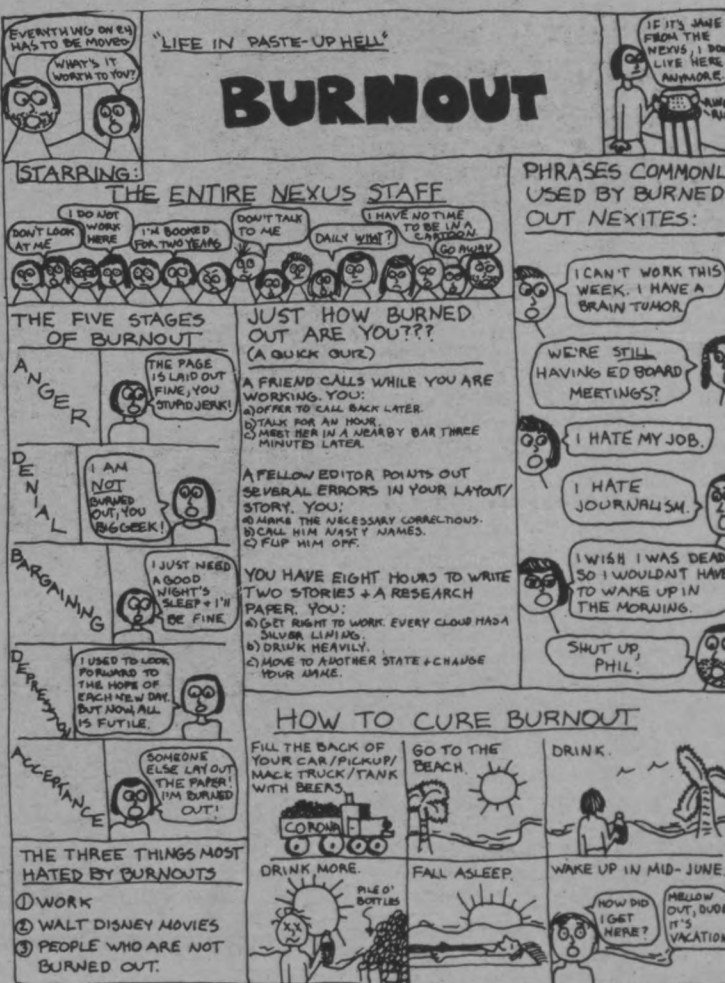 EVERYTHING ON 24
HAS TO BE MOVED
WHAT'S IT
WORTH TO YOU?
"LIFE IN PASTE-UP HELL"
BURNOUT
IF IT'S JANE
FROM THE
NEXUS, I DON
LIVE HERE
ANYMORE.
STARRING:
THE ENTIRE NEXUS STAFF
DON'T LOOK
AT ME
I DO NOT
WORK
HERE
I'M BOOKED
FOR TWO YEARS
DON'T TALK
TO ME
DAILY WHAT?
I HAVE NO TIME
TO BE IN A
CARTOON.
GO AWAY
PHRASES COMMONL
USED BY BURNED
OUT NEXITES:
I CAN'T WORK THIS
WEEK. I HAVE A
BRAIN TUMOR
WE'RE STILL
HAVING ED BOARD
MEETINGS?
I HATE MY JOB.
I HATE
JOURNALISM.
I WISH I WAS DEAD
SO I WOULDNT HAVE
TO WAKE UP IN
THE MORNING.
SHUT UP,
PHIL.
THE FIVE STAGES
OF BURNOUT
ANGER
THE PAGE
IS LAID OUT
FINE, YOU
STUPID JERK!
DENIAL
I AM
NOT
BURNED
OUT, YOU
BIG GEEK!
BARGAINING
I JUST NEED
A GOOD
NIGHT'S
SLEEP + I'll
BE FINE
DEPRESSION
I USED TO LOOK
FORWARD TO
THE HOPE OF
EACH NEW DAY.
BUT NOW, ALL
IS FUTILE.
ACCEPTANCE
SOMEONE
ELSE LAY OUT
THE PAPER!
I'M BURNED
OUT!
THE THREE THINGS MOST
HATED BY BURNOUTS
① WORK
② WALT DISNEY MOVIES
③ PEOPLE WHO ARE NOT
BURNED OUT.
JUST HOW BURNED
OUT ARE YOU???
(A QUICK QUIZ)
A FRIEND CALLS WHILE YOU ARE
WORKING. YOU:
a) OFFER TO CALL BACK LATER.
b) TALK FOR AN HOUR.
c) MEET HER IN A NEARBY BAR THREE
MINUTES LATER.
A FELLOW EDITOR POINTS OUT
SEVERAL ERRORS IN YOUR LAYOUT/
STORY. YOU:
a) MAKE THE NECESSARY CORRECTIONS.
b) CALL HIM NASTY NAMES.
c) FLIP HIM OFF.
YOU HAVE EIGHT HOURS TO WRITE
TWO STORIES + A RESEARCH
PAPER. YOU:
a) GET RIGHT TO WORK. EVERY CLOUD HAS A
SILVER LINING.
b) DRINK HEAVILY.
c) MOVE TO ANOTHER STATE + CHANGE
YOUR NAME.
HOW TO CURE BURNOUT
FILL THE BACK OF
YOUR CAR/PICKUP/
MACK TRUCK/TANK
WITH BEERS
CORONA
GO TO THE
BEACH.
DRINK.
DRINK MORE.
PILE O'
BOTTLES
FALL ASLEEP.
WAKE UP IN MID-JUNE.
HOW DID
I GET
HERE?
MELLOW
OUT, DUDE
IT'S
VACATION